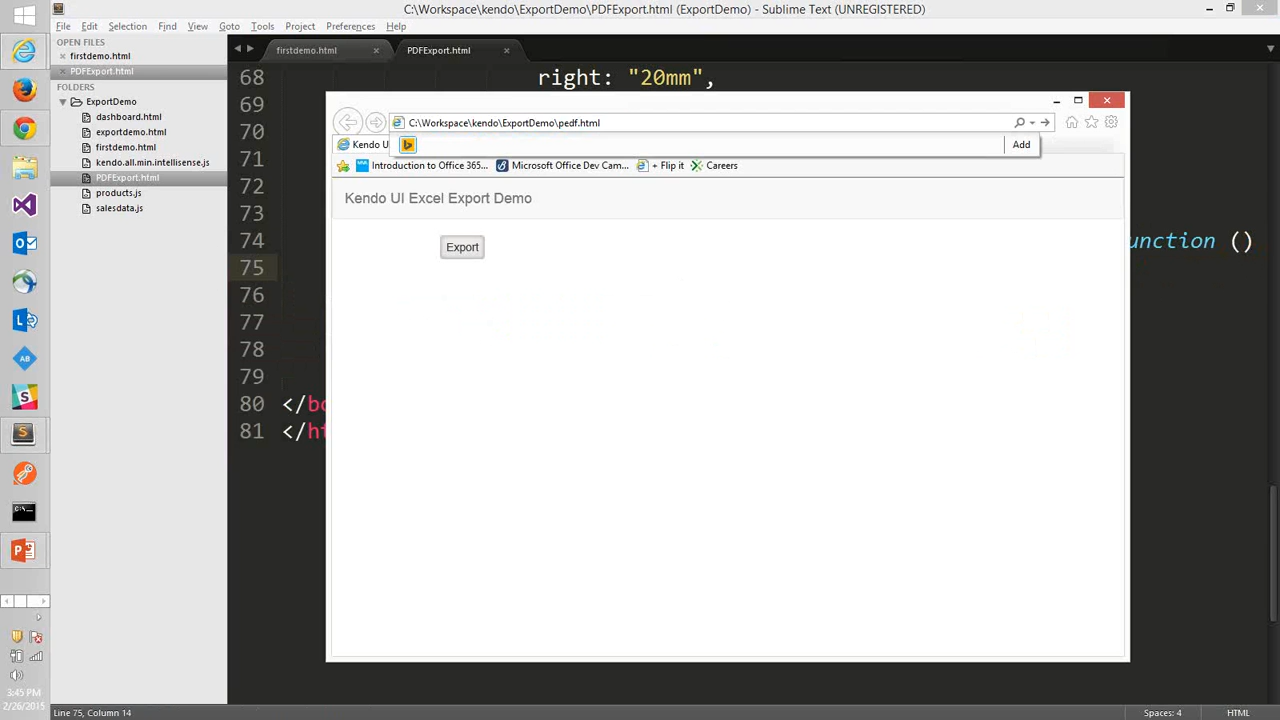 C:\Workspace\kendo\ExportDemo\PDFExport.html (ExportDemo) - Sublime Text (UNREGISTERED)
File Edit Selection Find View Goto Tools Project Preferences Help
OPEN FILES
firstdemo.html
PDFExport.html
FOLDERS
ExportDemo
dashboard.html
exportdemo.html
firstdemo.html
kendo.all.min.intellisense.js
PDFExport.html
products.js
salesdata.js
firstdemo.html
PDFExport.html
68 right: "20mm",
69
70
71
72
73
74 unction ()
75
76
77
78
79
80 </bo
81 </ht
C:\Workspace\kendo\ExportDemo\pedf.html
Kendo U
Add
Introduction to Office 365... Microsoft Office Dev Cam... + Flip it Careers
Kendo UI Excel Export Demo
Export
3:45 PM
2/26/2015
Line 75, Column 14
Spaces: 4
HTML